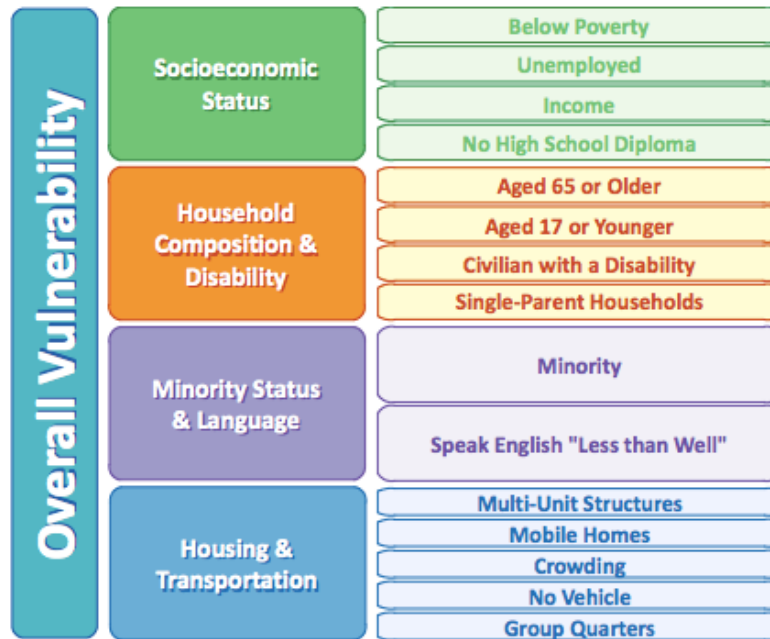 Overall Vulnerability
Socioeconomic
Status
Below Poverty
Unemployed
Income
No High School Diploma
Household
Composition &
Disability
Aged 65 or Older
Aged 17 or Younger
Civilian with a Disability
Single-Parent Households
Minority Status
& Language
Minority
Speak English "Less than Well"
Housing &
Transportation
Multi-Unit Structures
Mobile Homes
Crowding
No Vehicle
Group Quarters